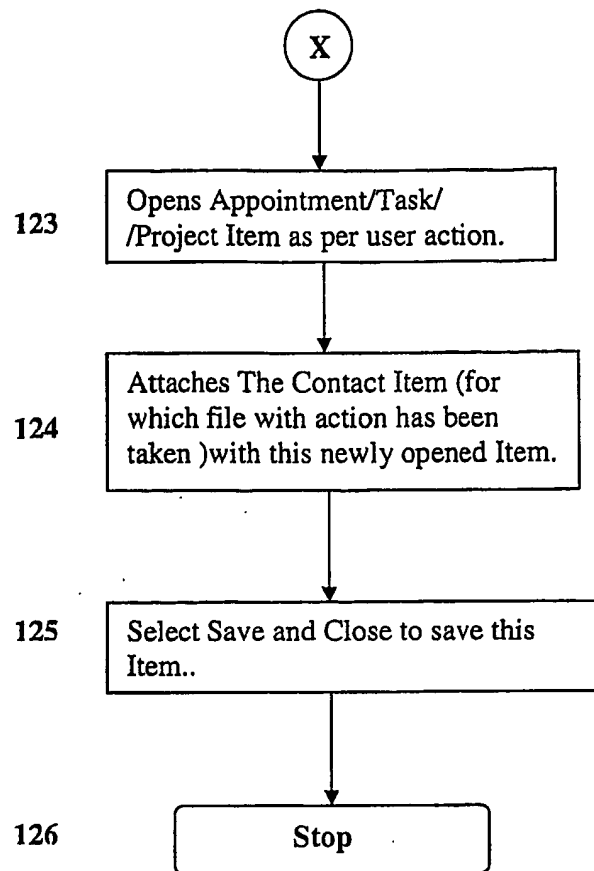 X
123
Opens Appointment/Task/
/Project Item as per user action.
124
Attaches The Contact Item (for
which file with action has been
taken )with this newly opened Item.
125
Select Save and Close to save this
Item..
126
Stop